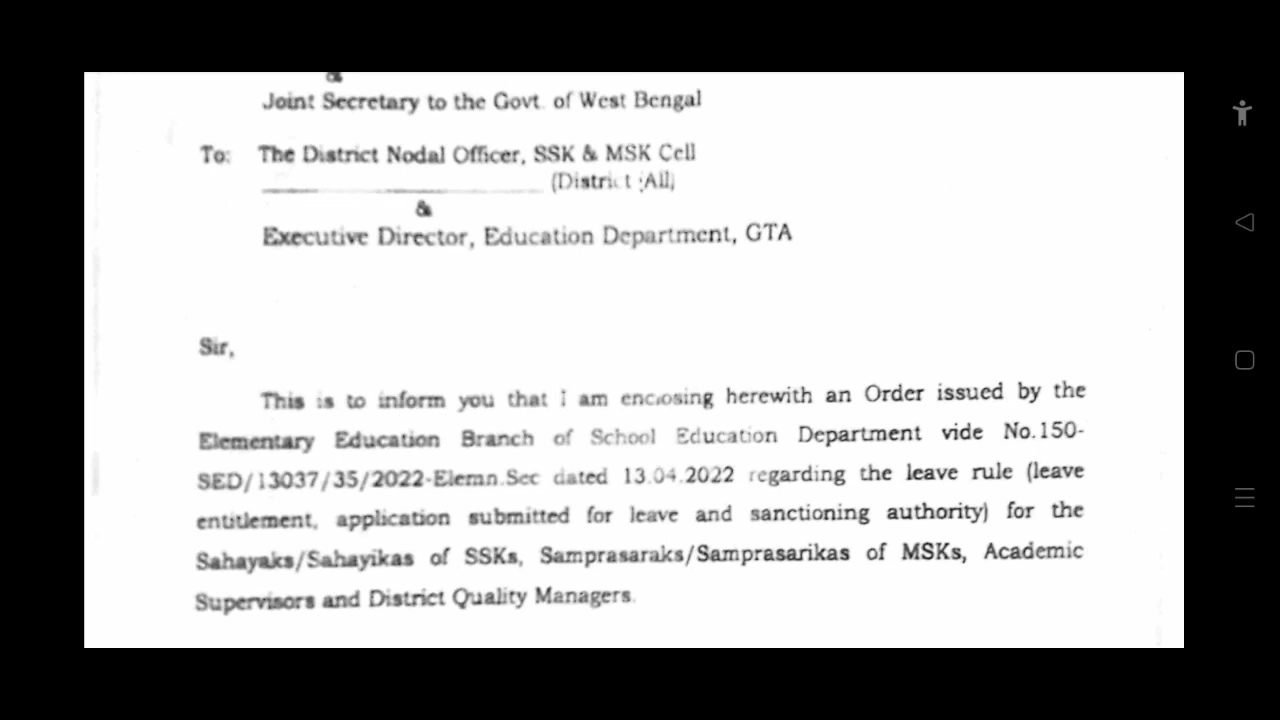 &
Joint Secretary to the Govt. of West Bengal
To: The District Nodal Officer, SSK & MSK Cell
(District :All)
&
Executive Director, Education Department, GTA
Sir,
This is to inform you that I am enclosing herewith an Order issued by the
Elementary Education Branch of School Education Department vide No.150-
SED/13037/35/2022-Elemn.Sec dated 13.04.2022 regarding the leave rule (leave
entitlement, application submitted for leave and sanctioning authority) for the
Sahayaks/Sahayikas of SSKs, Samprasaraks/Samprasarikas of MSKs, Academic
Supervisors and District Quality Managers.